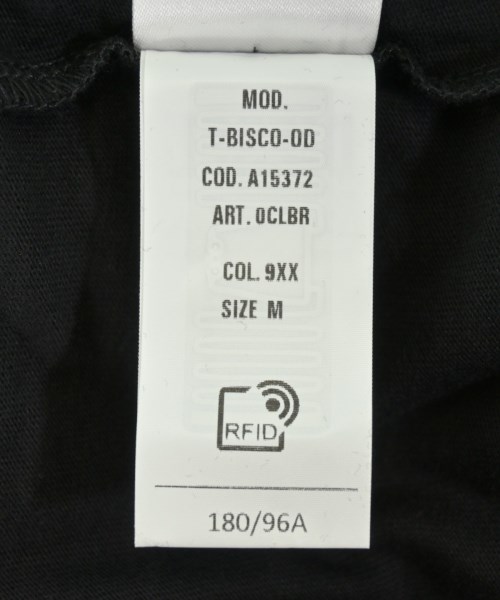 MOD.
T-BISCO-OD
COD. A15372
ART. 0CLBR
COL. 9XX
SIZE M
RFID
180/96A